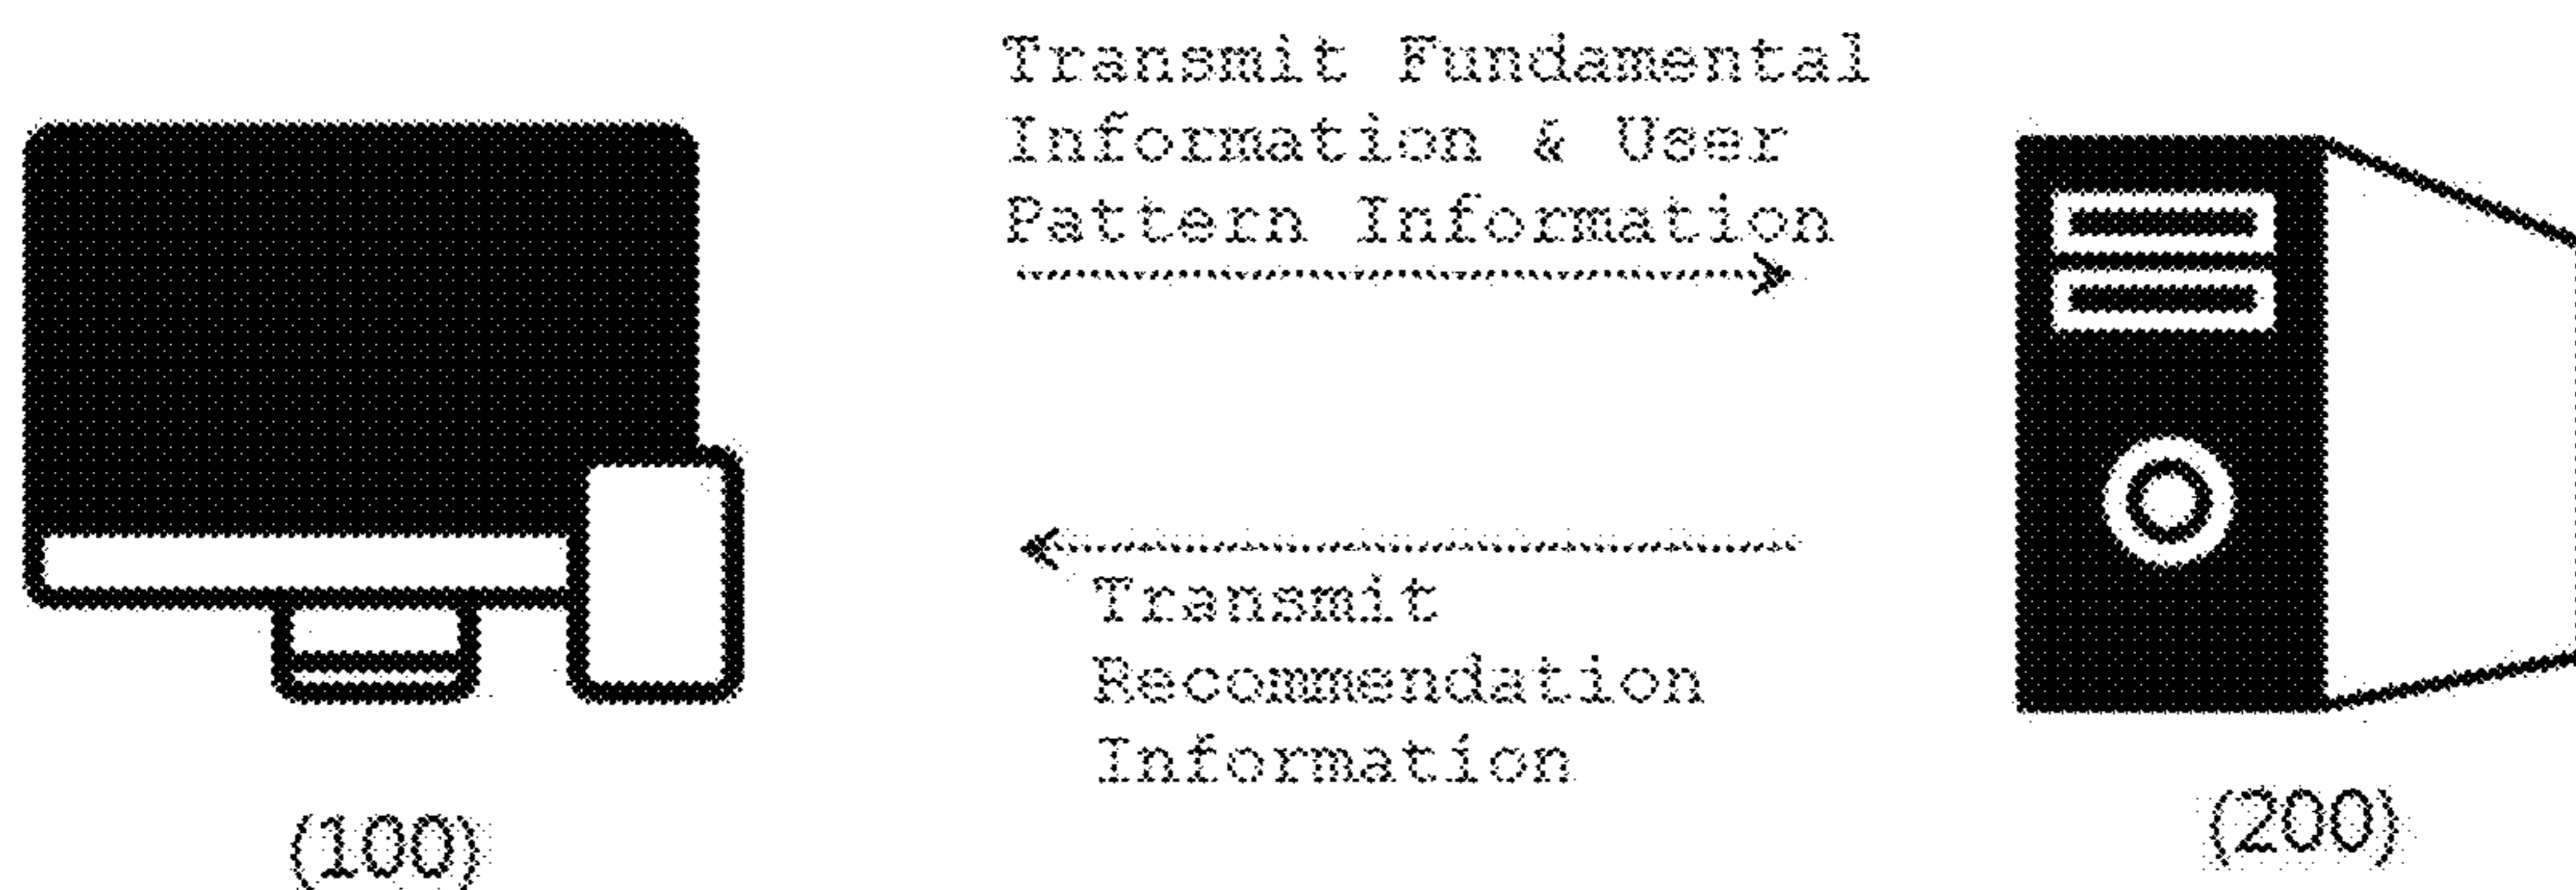 Transmit Fundamental
Information & User
Pattern Information
Transmit
Recommendation
Information
(100)
(200)